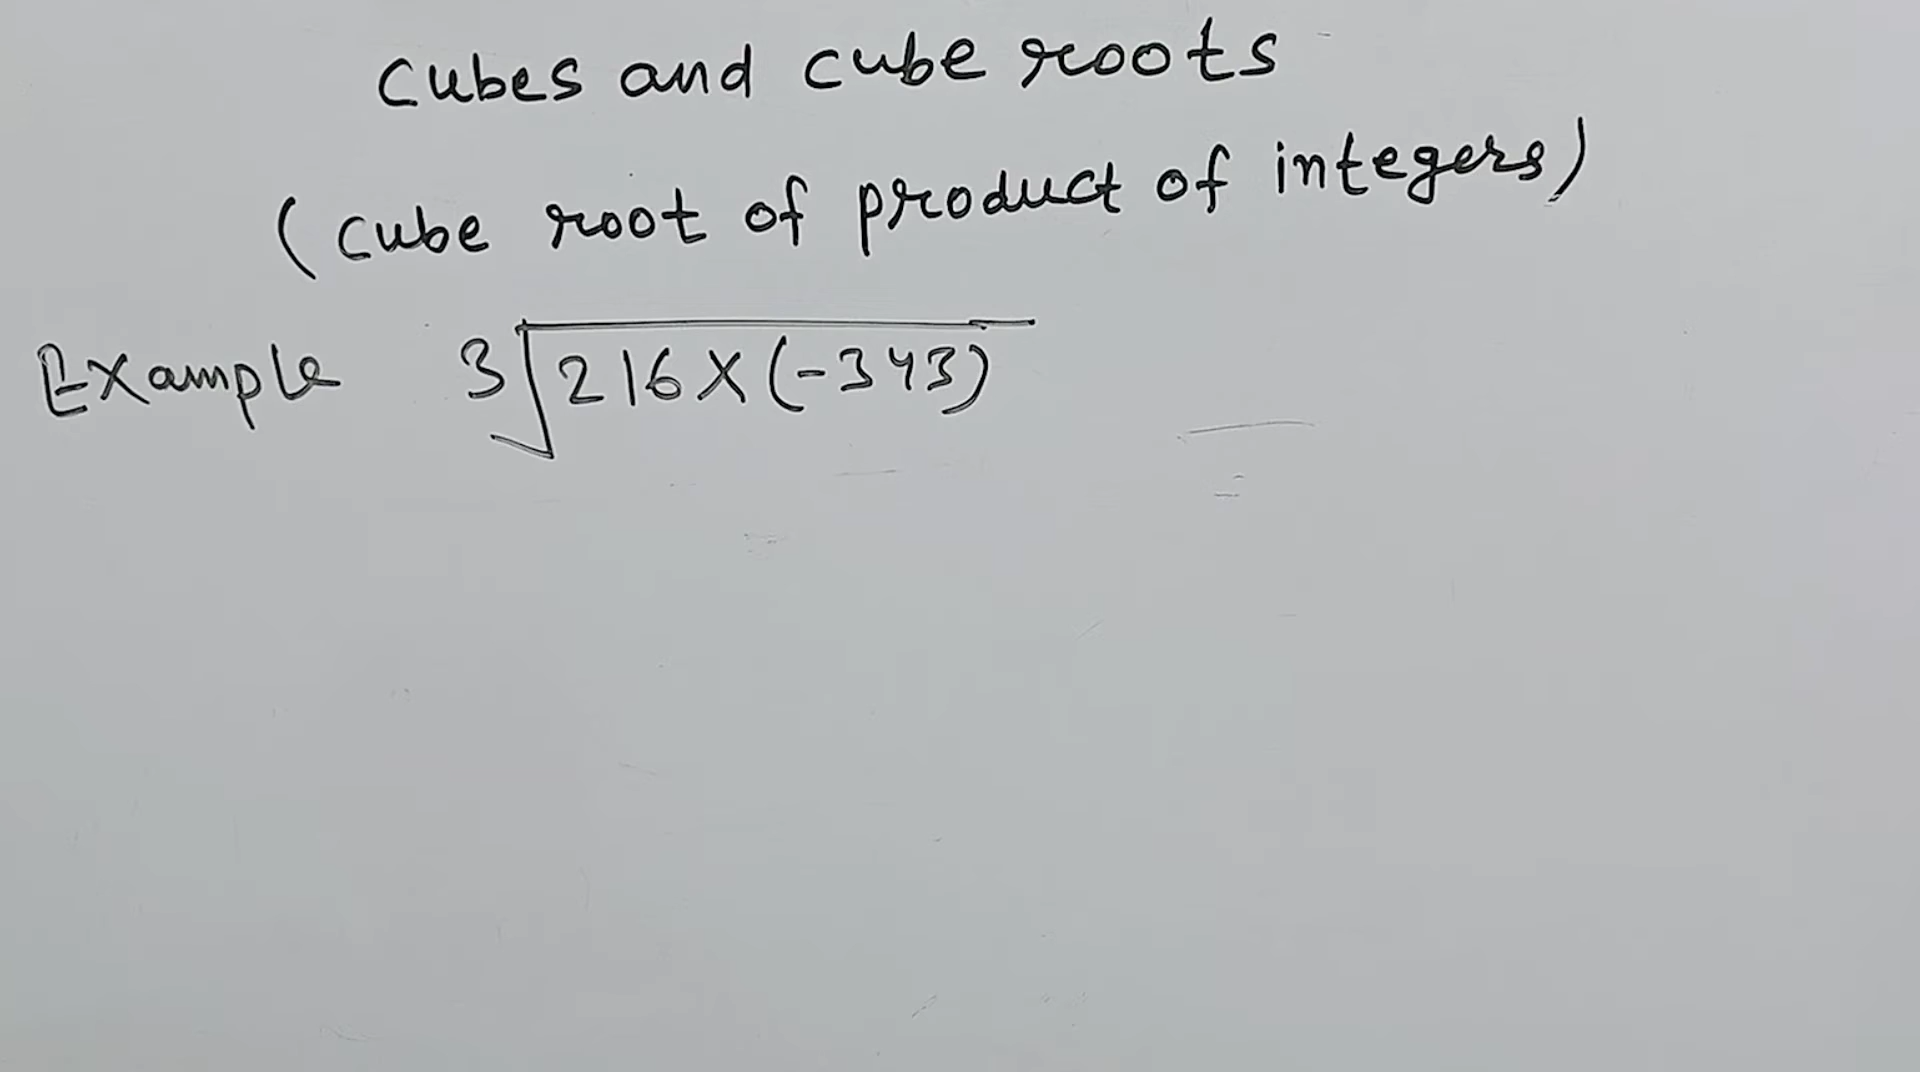 cubes and cube roots
(cube root of product of integers)
Example ∛216×(-343)